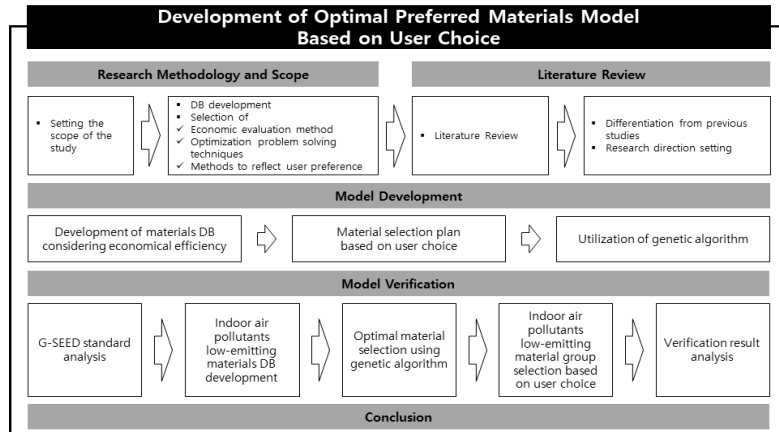 Development of Optimal Preferred Materials Model
Based on User Choice
Research Methodology and Scope
Literature Review
▪ Setting the
scope of the
study
▪ DB development
▪ Selection of
✓ Economic evaluation method
✓ Optimization problem solving
techniques
✓ Methods to reflect user preference
▪ Literature Review
▪ Differentiation from previous
studies
▪ Research direction setting
Model Development
Development of materials DB
considering economical efficiency
Material selection plan
based on user choice
Utilization of genetic algorithm
Model Verification
G-SEED standard
analysis
Indoor air
pollutants
low-emitting
materials DB
development
Optimal material
selection using
genetic algorithm
Indoor air
pollutants
low-emitting
material group
selection based
on user choice
Verification result
analysis
Conclusion